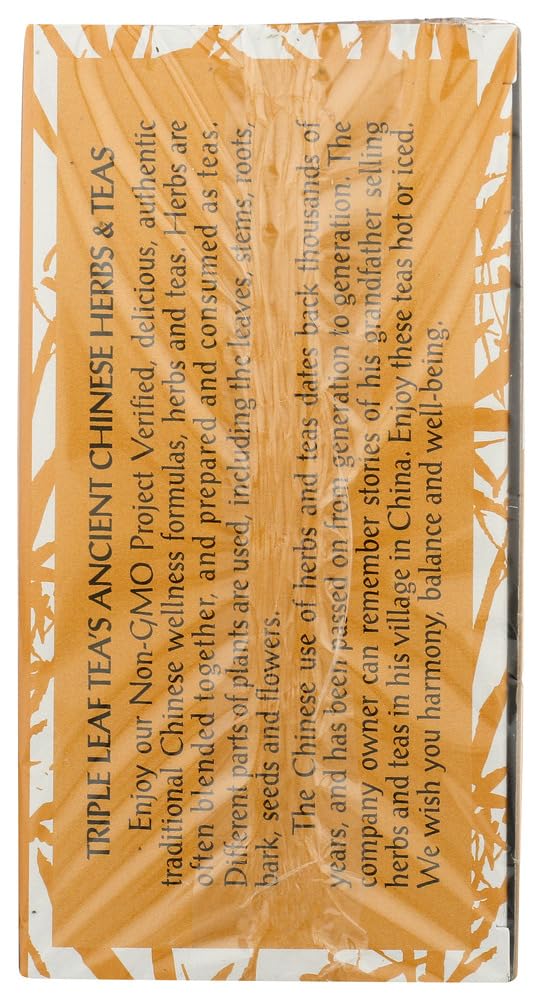 TRIPLE LEAF TEA'S ANCIENT CHINESE HERBS & TEAS
Enjoy our Non-GMO Project Verified, delicious, authentic
traditional Chinese wellness formulas, herbs and teas. Herbs are
often blended together, and prepared and consumed as teas.
Different parts of plants are used, including the leaves, stems, roots,
bark, seeds and flowers.
The Chinese use of herbs and teas dates back thousands of
years, and has been passed on from generation to generation. The
company owner can remember stories of his grandfather selling
herbs and teas in his village in China. Enjoy these teas hot or iced.
We wish you harmony, balance and well-being.